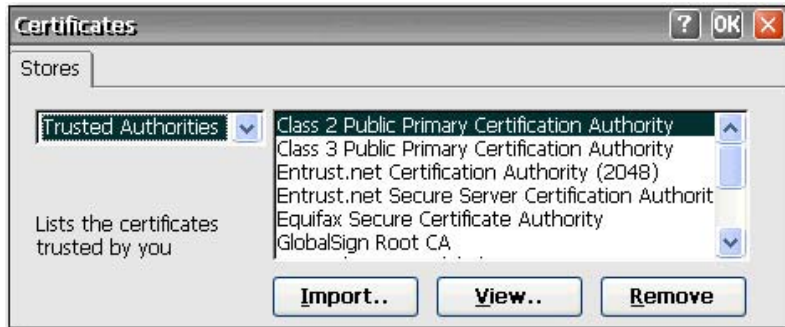 Certificates
? OK X
Stores
Trusted Authorities
Class 2 Public Primary Certification Authority
Class 3 Public Primary Certification Authority
Entrust.net Certification Authority (2048)
Entrust.net Secure Server Certification Authorit
Equifax Secure Certificate Authority
GlobalSign Root CA
Lists the certificates
trusted by you
Import..
View..
Remove